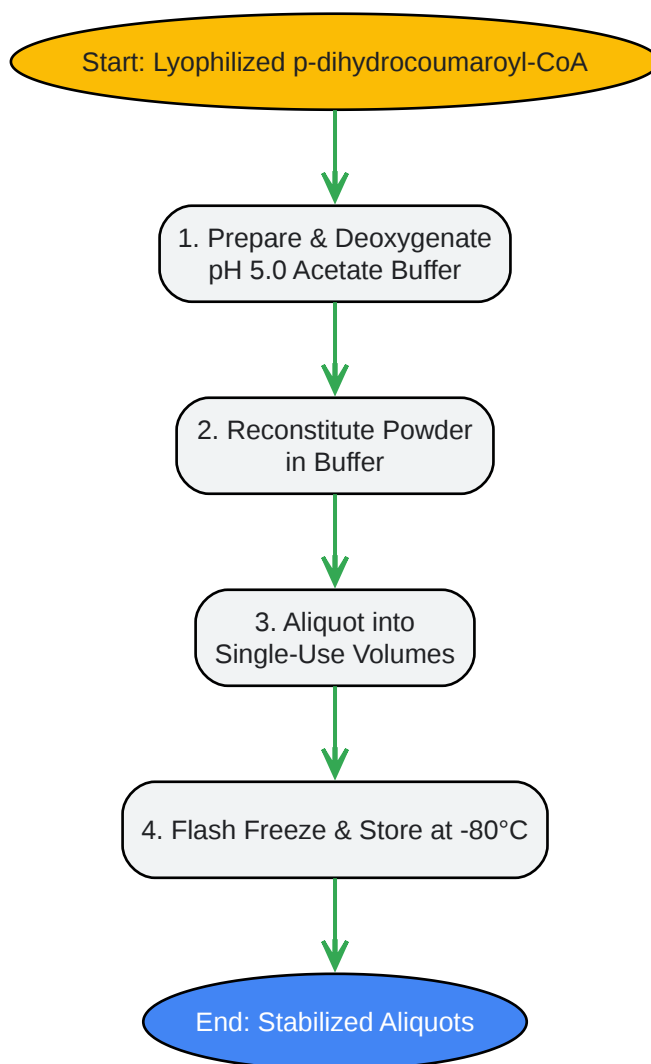 Start: Lyophilized p-dihydrocoumaroyl-CoA
1. Prepare & Deoxygenate
pH 5.0 Acetate Buffer
2. Reconstitute Powder
in Buffer
3. Aliquot into
Single-Use Volumes
4. Flash Freeze & Store at -80°C
End: Stabilized Aliquots